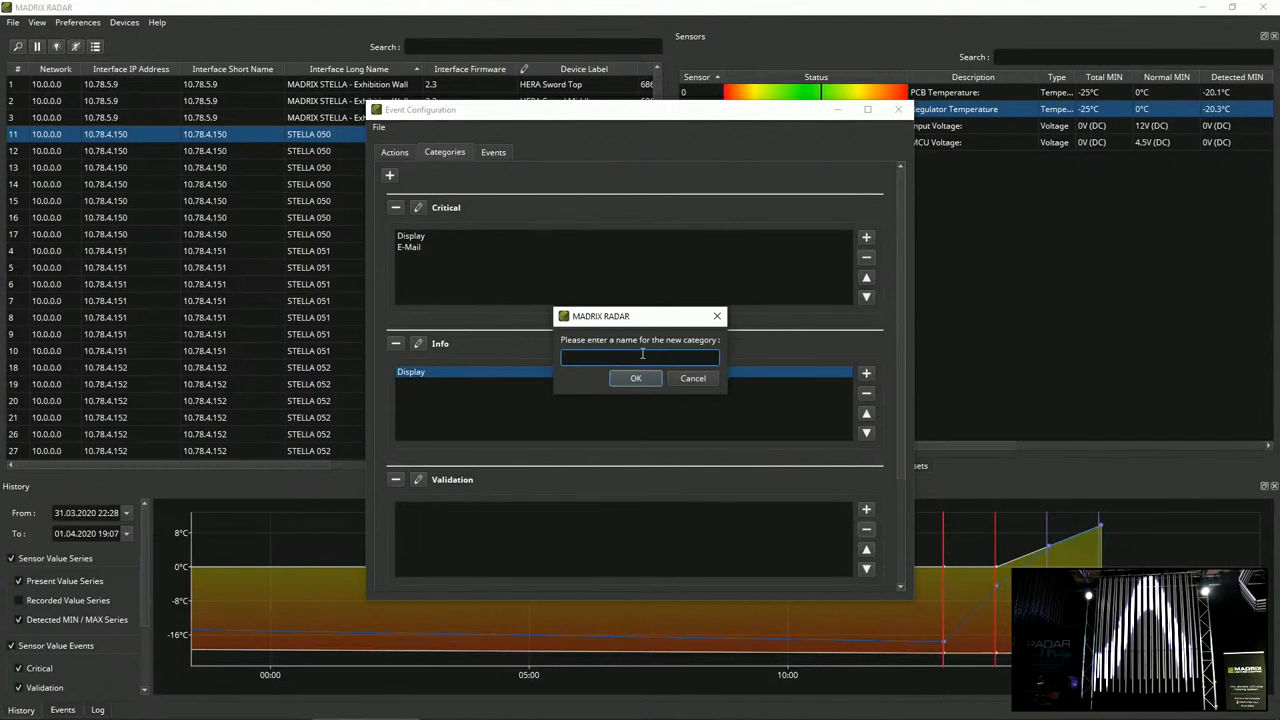 MADRIX RADAR
File View Preferences Devices Help
Search :
# Network Interface IP Address Interface Short Name Interface Long Name Interface Firmware Device Label
1 10.0.0.0 10.78.5.9 10.78.5.9 MADRIX STELLA - Exhibition Wall 2.3 HERA Sword Top 686
2 10.0.0.0 10.78.5.9 10.78.5.9
3 10.0.0.0 10.78.5.9 10.78.5.9
11 10.0.0.0 10.78.4.150 10.78.4.150 STELLA 050
12 10.0.0.0 10.78.4.150 10.78.4.150 STELLA 050
13 10.0.0.0 10.78.4.150 10.78.4.150 STELLA 050
14 10.0.0.0 10.78.4.150 10.78.4.150 STELLA 050
15 10.0.0.0 10.78.4.150 10.78.4.150 STELLA 050
16 10.0.0.0 10.78.4.150 10.78.4.150 STELLA 050
17 10.0.0.0 10.78.4.150 10.78.4.150 STELLA 050
4 10.0.0.0 10.78.4.151 10.78.4.151 STELLA 051
5 10.0.0.0 10.78.4.151 10.78.4.151 STELLA 051
6 10.0.0.0 10.78.4.151 10.78.4.151 STELLA 051
7 10.0.0.0 10.78.4.151 10.78.4.151 STELLA 051
8 10.0.0.0 10.78.4.151 10.78.4.151 STELLA 051
9 10.0.0.0 10.78.4.151 10.78.4.151 STELLA 051
10 10.0.0.0 10.78.4.151 10.78.4.151 STELLA 051
18 10.0.0.0 10.78.4.152 10.78.4.152 STELLA 052
19 10.0.0.0 10.78.4.152 10.78.4.152 STELLA 052
20 10.0.0.0 10.78.4.152 10.78.4.152 STELLA 052
21 10.0.0.0 10.78.4.152 10.78.4.152 STELLA 052
26 10.0.0.0 10.78.4.152 10.78.4.152 STELLA 052
27 10.0.0.0 10.78.4.152 10.78.4.152 STELLA 052
Sensors
Search :
Sensor Status Description Type Total MIN Normal MIN Detected MIN
0 PCB Temperature: Tempe... -25°C 0°C -20.1°C
Regulator Temperature Tempe... -25°C 0°C -20.3°C
Input Voltage: Voltage 0V (DC) 12V (DC) 0V (DC)
MCU Voltage: Voltage 0V (DC) 4.5V (DC) 0V (DC)
Event Configuration
File
Actions Categories Events
Critical
Display
E-Mail
Info
Display
Validation
MADRIX RADAR
Please enter a name for the new category :
OK Cancel
History
From : 31.03.2020 22:28
To : 01.04.2020 19:07
Sensor Value Series
Present Value Series
Recorded Value Series
Detected MIN / MAX Series
Sensor Value Events
Critical
Validation
8°C
0°C
-8°C
-16°C
00:00 05:00 10:00
RADAR
MADRIX
History Events Log